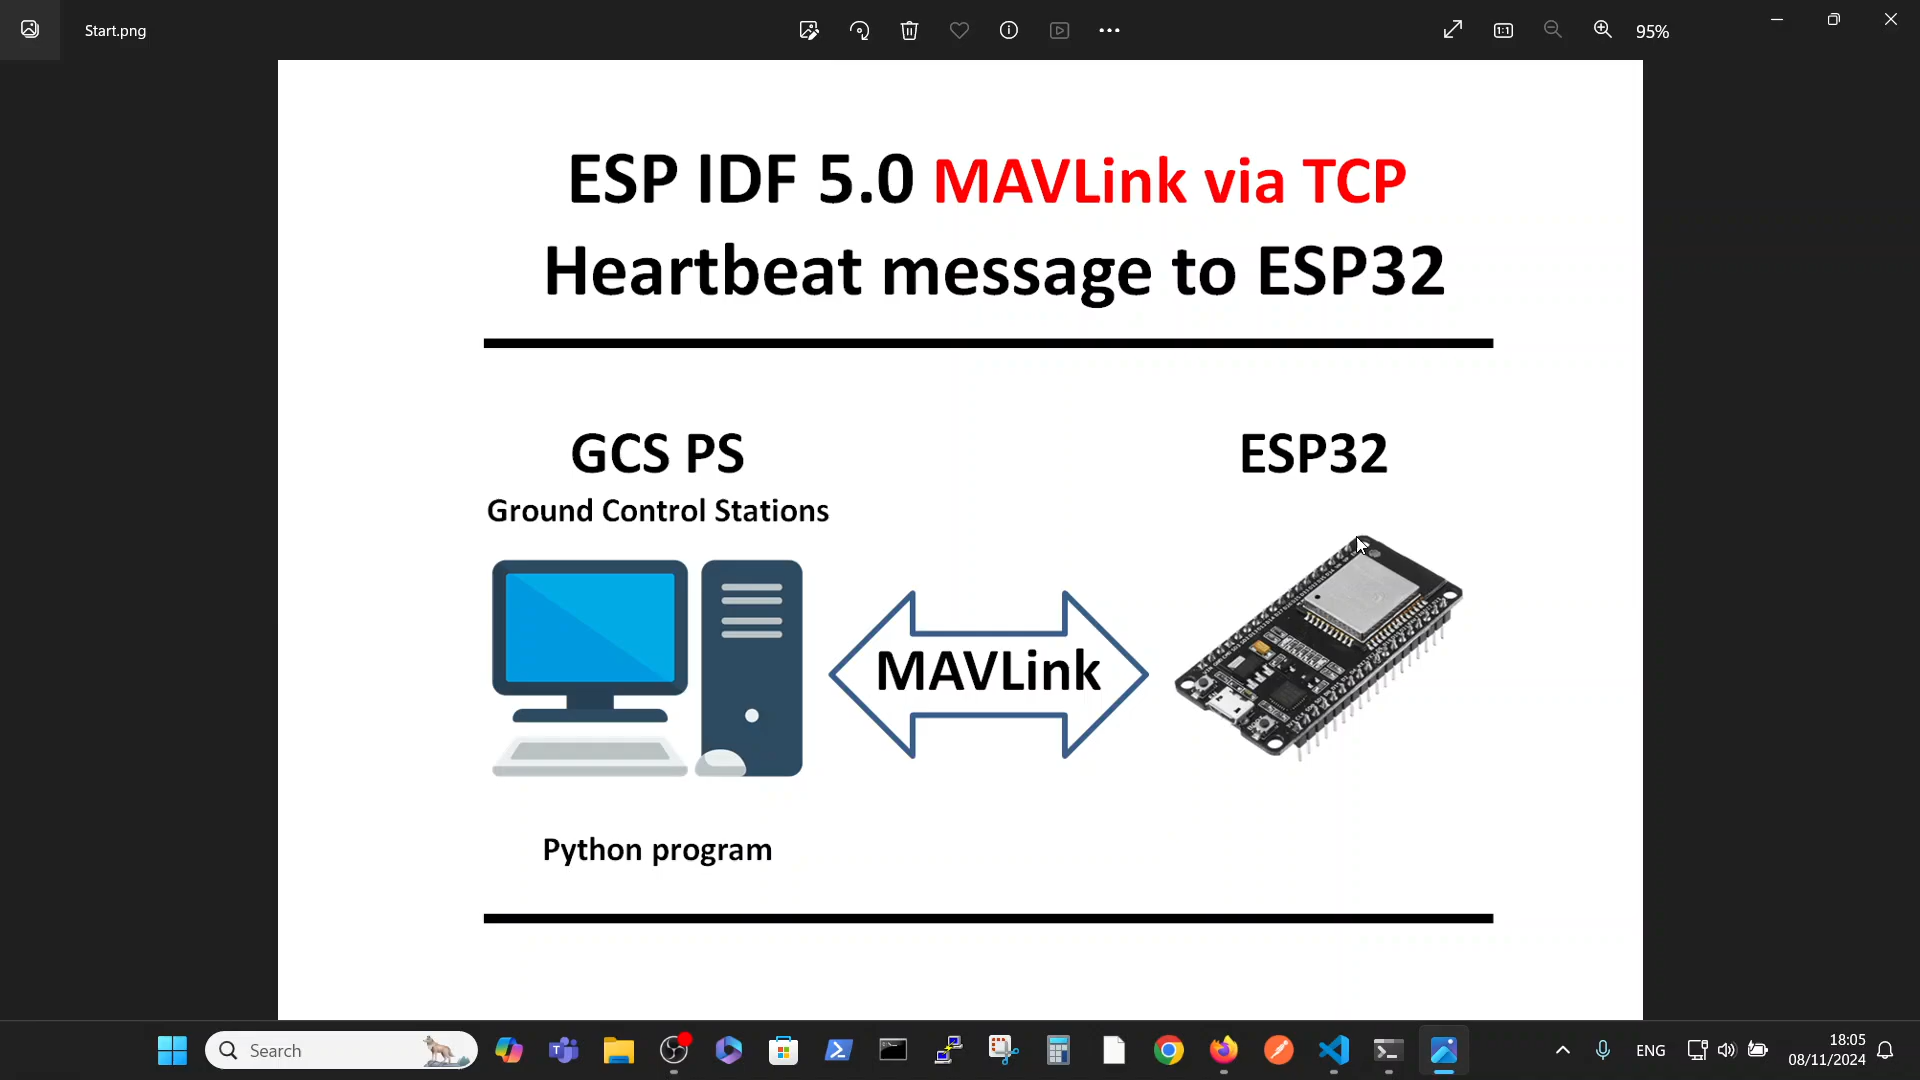 Start.png
95%
ESP IDF 5.0 MAVLink via TCP
Heartbeat message to ESP32
GCS PS
ESP32
Ground Control Stations
MAVLink
Python program
Search
ENG
18:05
08/11/2024